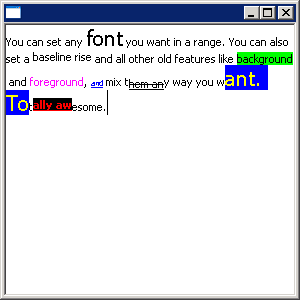 You can set any font you want in a range. You can also
set a baseline rise and all other old features like background
and foreground, and mix them any way you want.
Totally awesome.